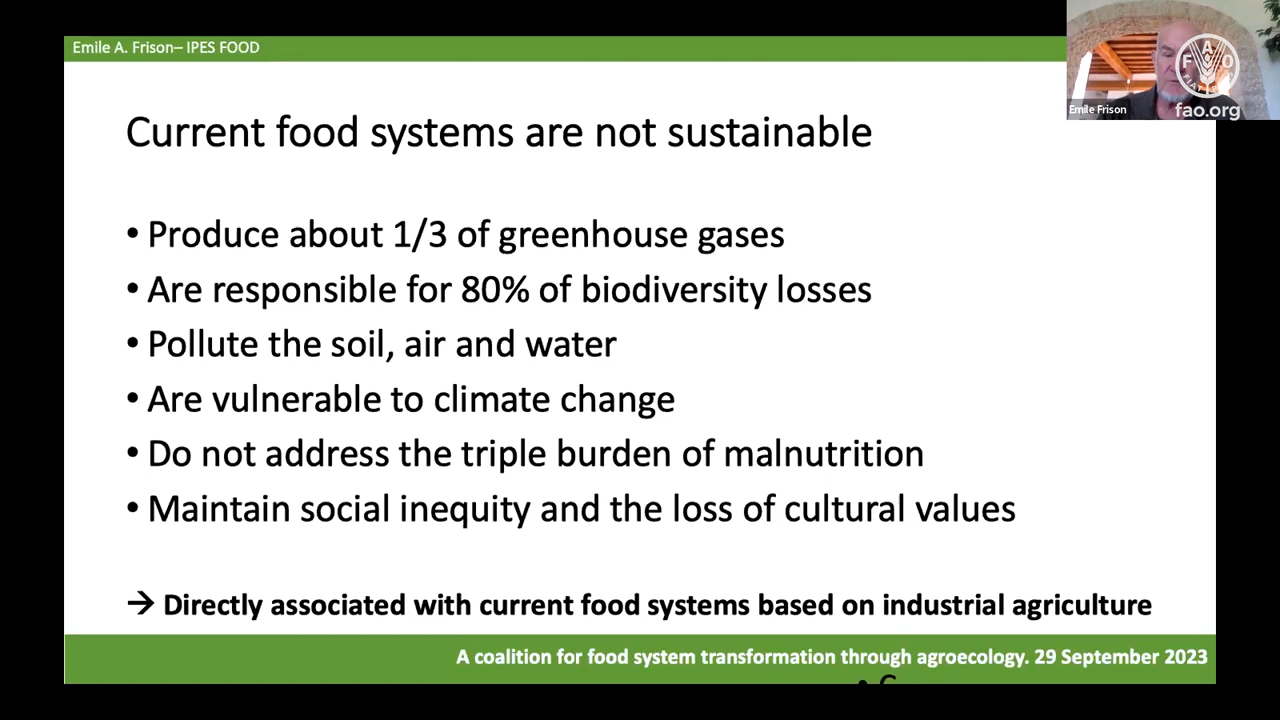 Emile A. Frison– IPES FOOD
Emile Frison
F A O
FIAT
fao.org
Current food systems are not sustainable
• Produce about 1/3 of greenhouse gases
• Are responsible for 80% of biodiversity losses
• Pollute the soil, air and water
• Are vulnerable to climate change
• Do not address the triple burden of malnutrition
• Maintain social inequity and the loss of cultural values
→ Directly associated with current food systems based on industrial agriculture
A coalition for food system transformation through agroecology. 29 September 2023